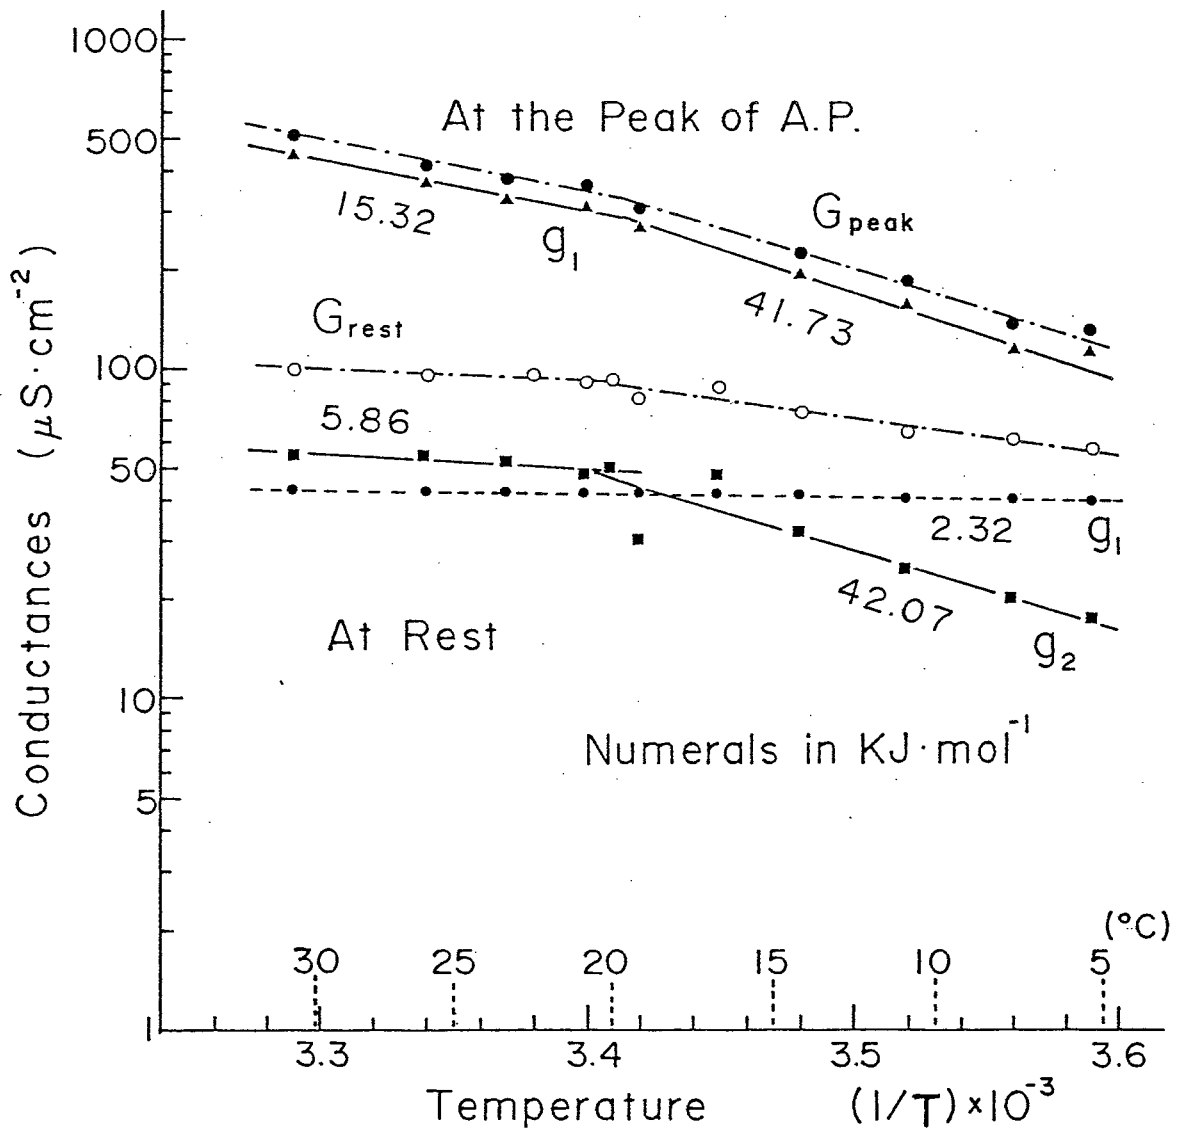 1000
At the Peak of A.P.
500
15.32
g1
Gpeak
41.73
Grest
100
5.86
50
2.32
g1
42.07
At Rest
g2
10
Numerals in KJ·mol⁻¹
5
(°C)
30 25 20 15 10 5
1
3.3 3.4 3.5 3.6
Temperature (1/T)×10⁻³
Conductances (μS·cm⁻²)